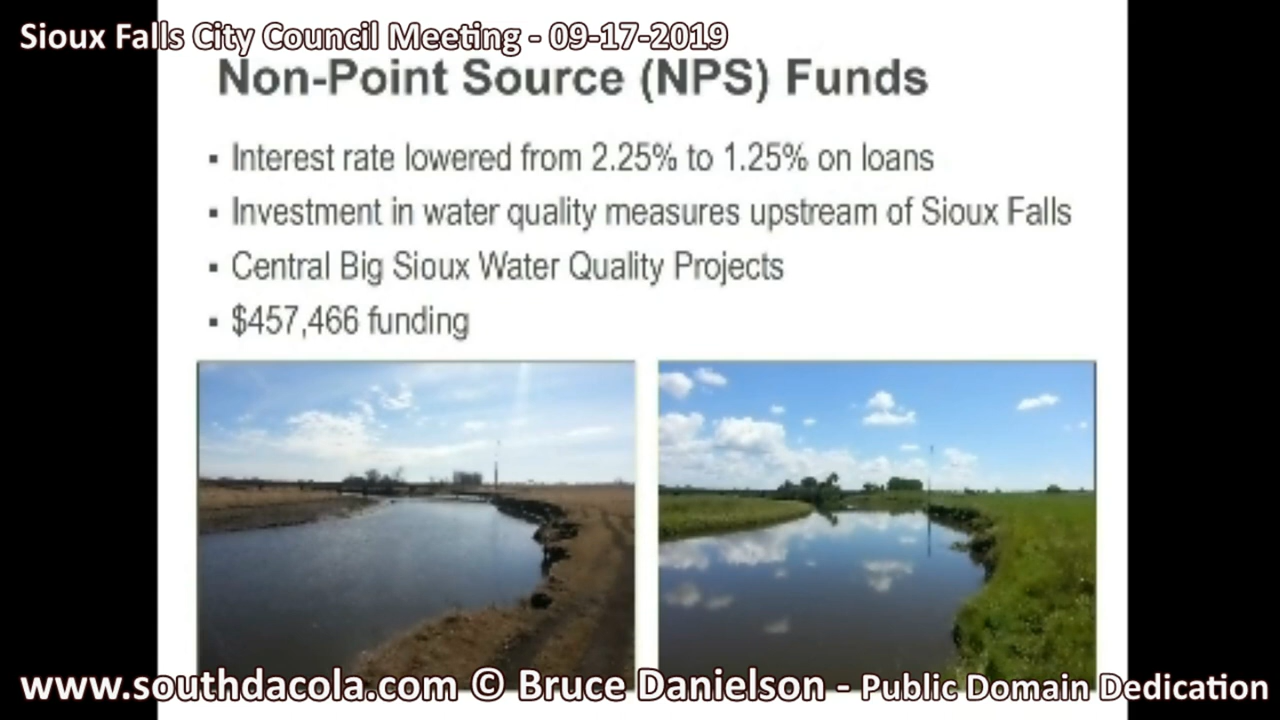 Sioux Falls City Council Meeting - 09-17-2019
Non-Point Source (NPS) Funds
▪ Interest rate lowered from 2.25% to 1.25% on loans
▪ Investment in water quality measures upstream of Sioux Falls
▪ Central Big Sioux Water Quality Projects
▪ $457,466 funding
www.southdacola.com © Bruce Danielson - Public Domain Dedication